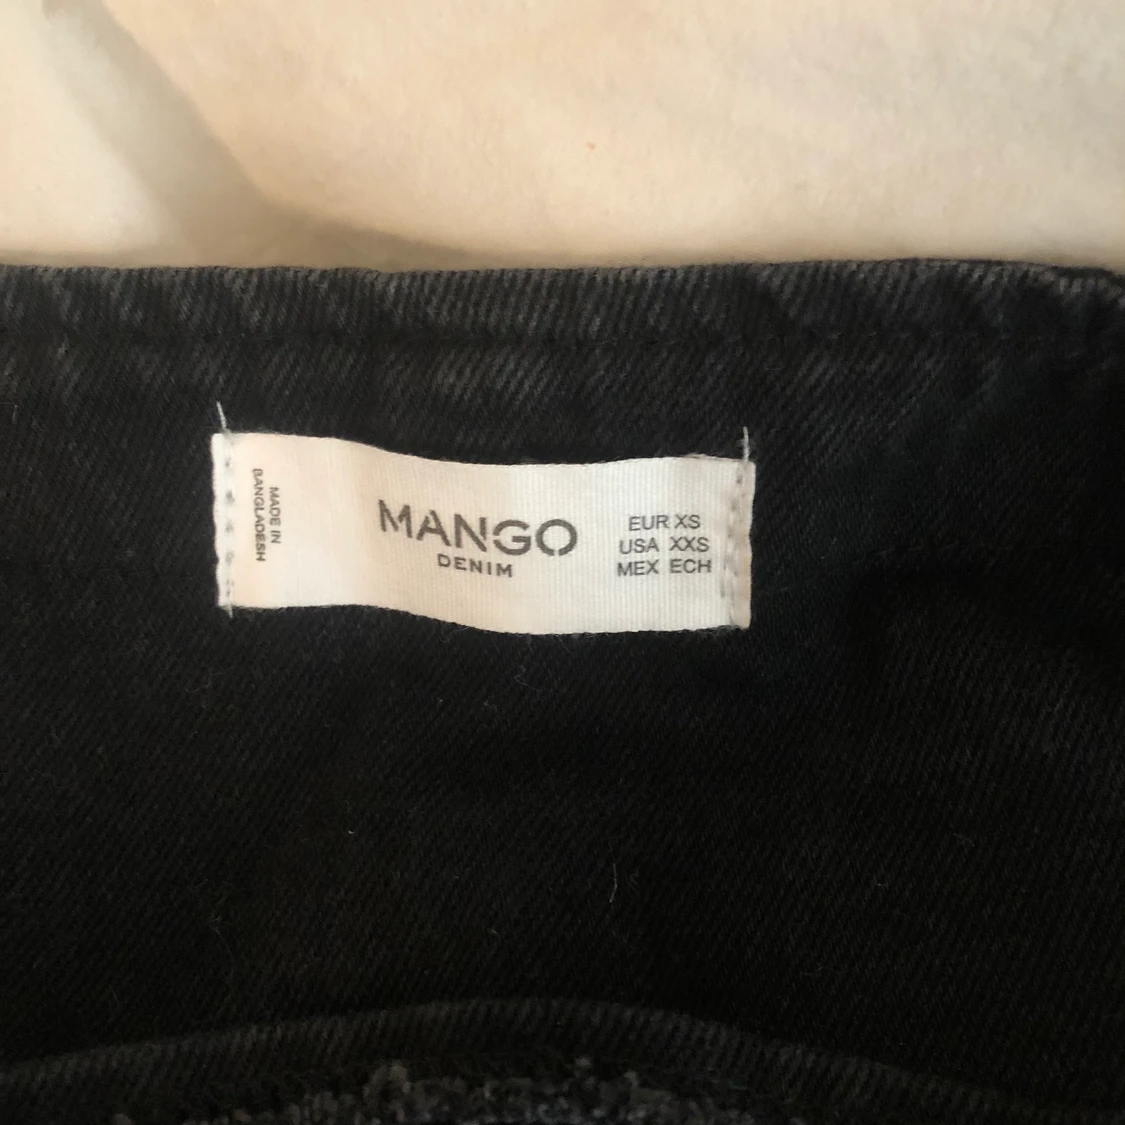 MADE IN
BANGLADESH
MANGO
DENIM
EUR XS
USA XXS
MEX ECH